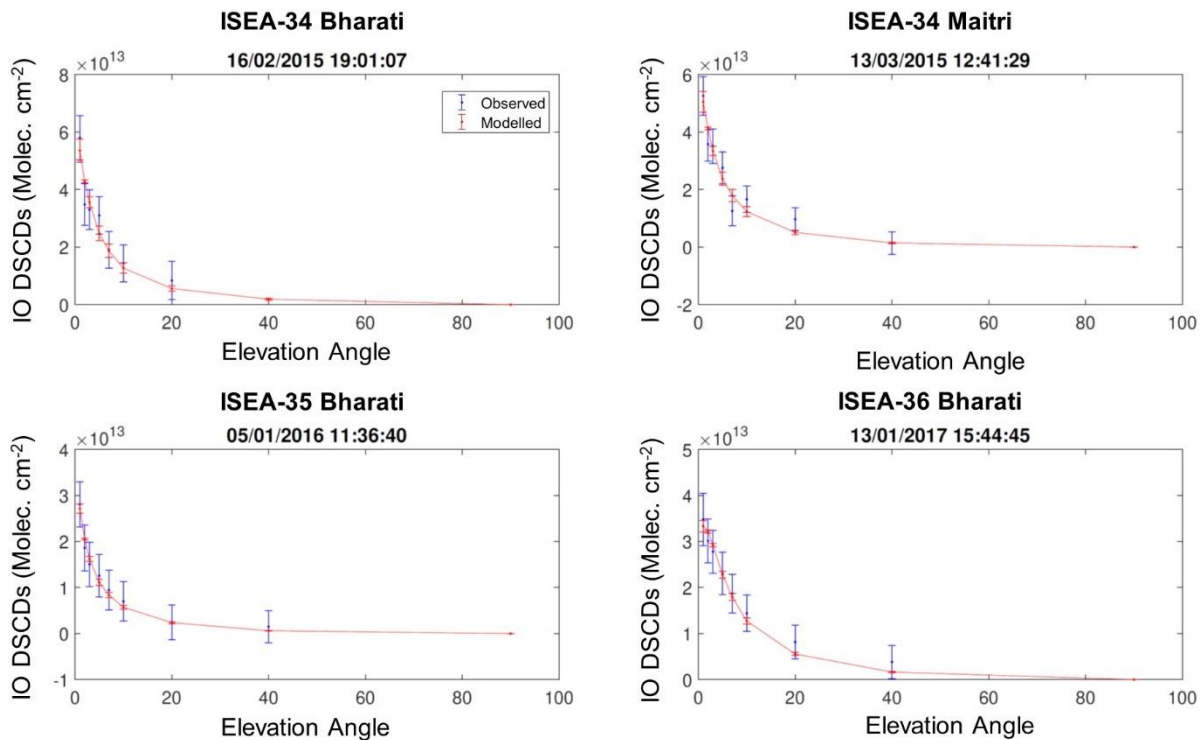 ISEA-34 Bharati
16/02/2015 19:01:07
×10^13
IO DSCDs (Molec. cm-2)
8
6
4
2
0
0 20 40 60 80 100
Elevation Angle
Observed
Modelled
ISEA-34 Maitri
13/03/2015 12:41:29
×10^13
IO DSCDs (Molec. cm-2)
6
4
2
0
-2
0 20 40 60 80 100
Elevation Angle
ISEA-35 Bharati
05/01/2016 11:36:40
×10^13
IO DSCDs (Molec. cm-2)
4
3
2
1
0
-1
0 20 40 60 80 100
Elevation Angle
ISEA-36 Bharati
13/01/2017 15:44:45
×10^13
IO DSCDs (Molec. cm-2)
5
4
3
2
1
0
0 20 40 60 80 100
Elevation Angle